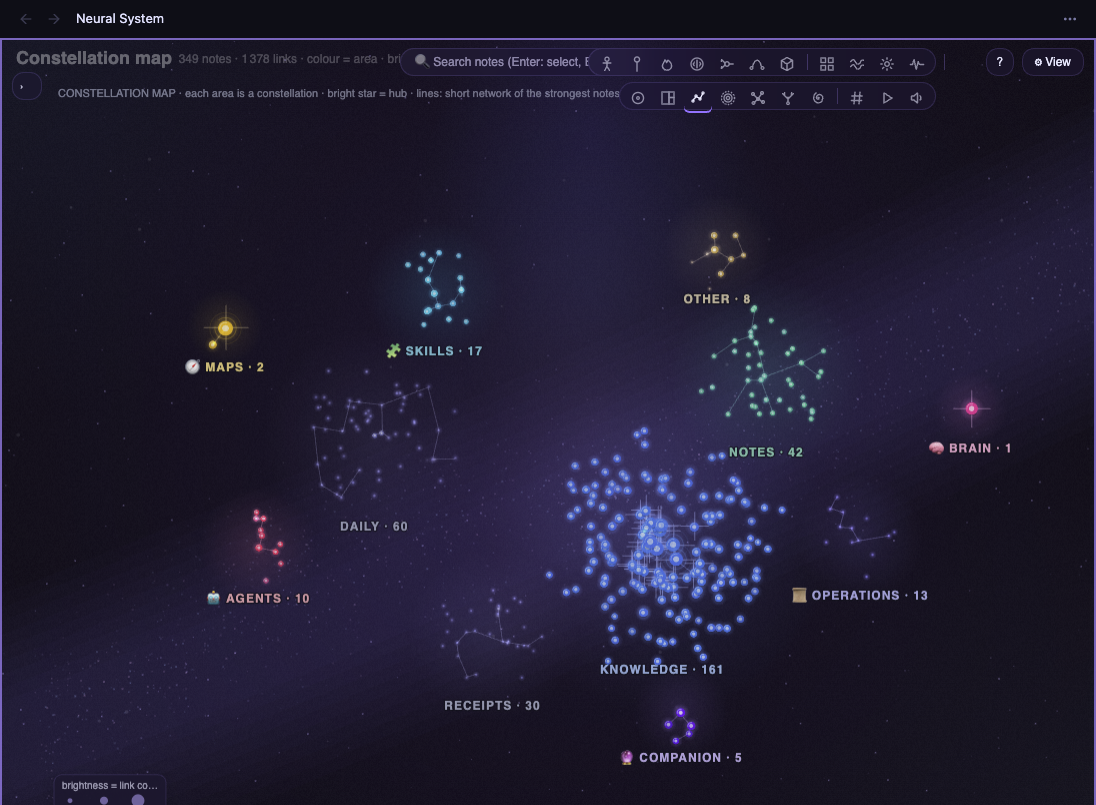 Neural System
Constellation map 349 notes · 1 378 links · colour = area · bri
Search notes (Enter: select, E
?
View
CONSTELLATION MAP · each area is a constellation · bright star = hub · lines: short network of the strongest notes
OTHER · 8
SKILLS · 17
MAPS · 2
BRAIN · 1
NOTES · 42
DAILY · 60
OPERATIONS · 13
AGENTS · 10
KNOWLEDGE · 161
RECEIPTS · 30
COMPANION · 5
brightness = link co…